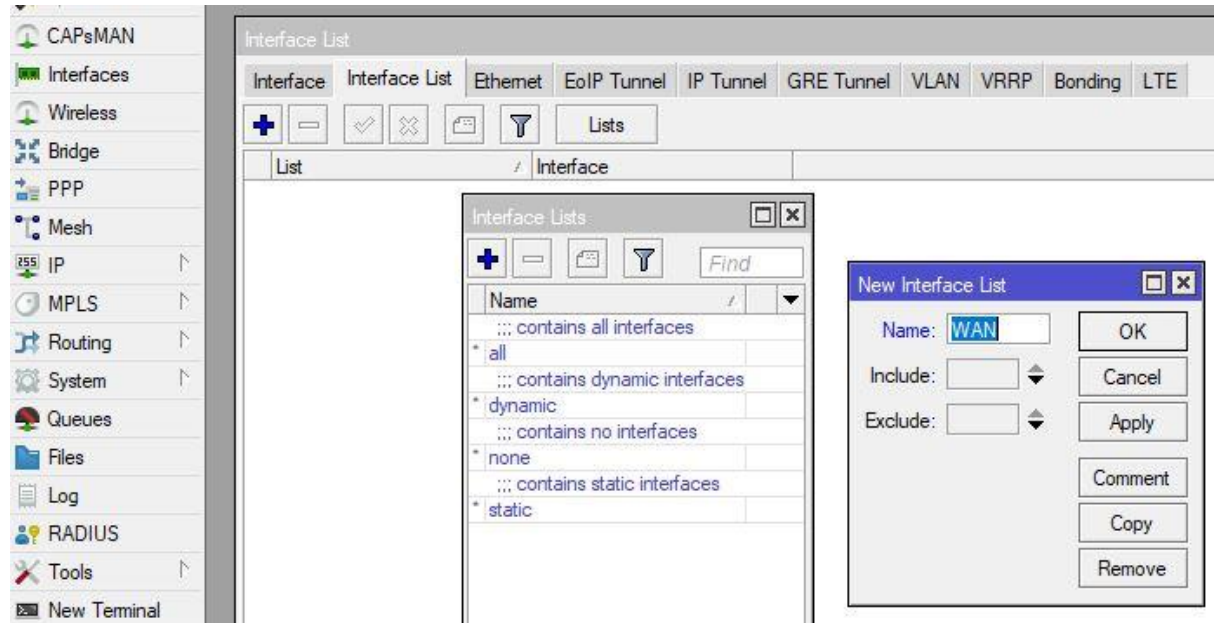 CAPsMAN
Interfaces
Wireless
Bridge
PPP
Mesh
255 IP
MPLS
Routing
System
Queues
Files
Log
RADIUS
Tools
New Terminal
Interface List
Interface Interface List Ethernet EoIP Tunnel IP Tunnel GRE Tunnel VLAN VRRP Bonding LTE
Lists
List / Interface
Interface Lists
Find
Name /
;;; contains all interfaces
* all
;;; contains dynamic interfaces
* dynamic
;;; contains no interfaces
* none
;;; contains static interfaces
* static
New Interface List
Name: WAN OK
Include: Cancel
Exclude: Apply
Comment
Copy
Remove